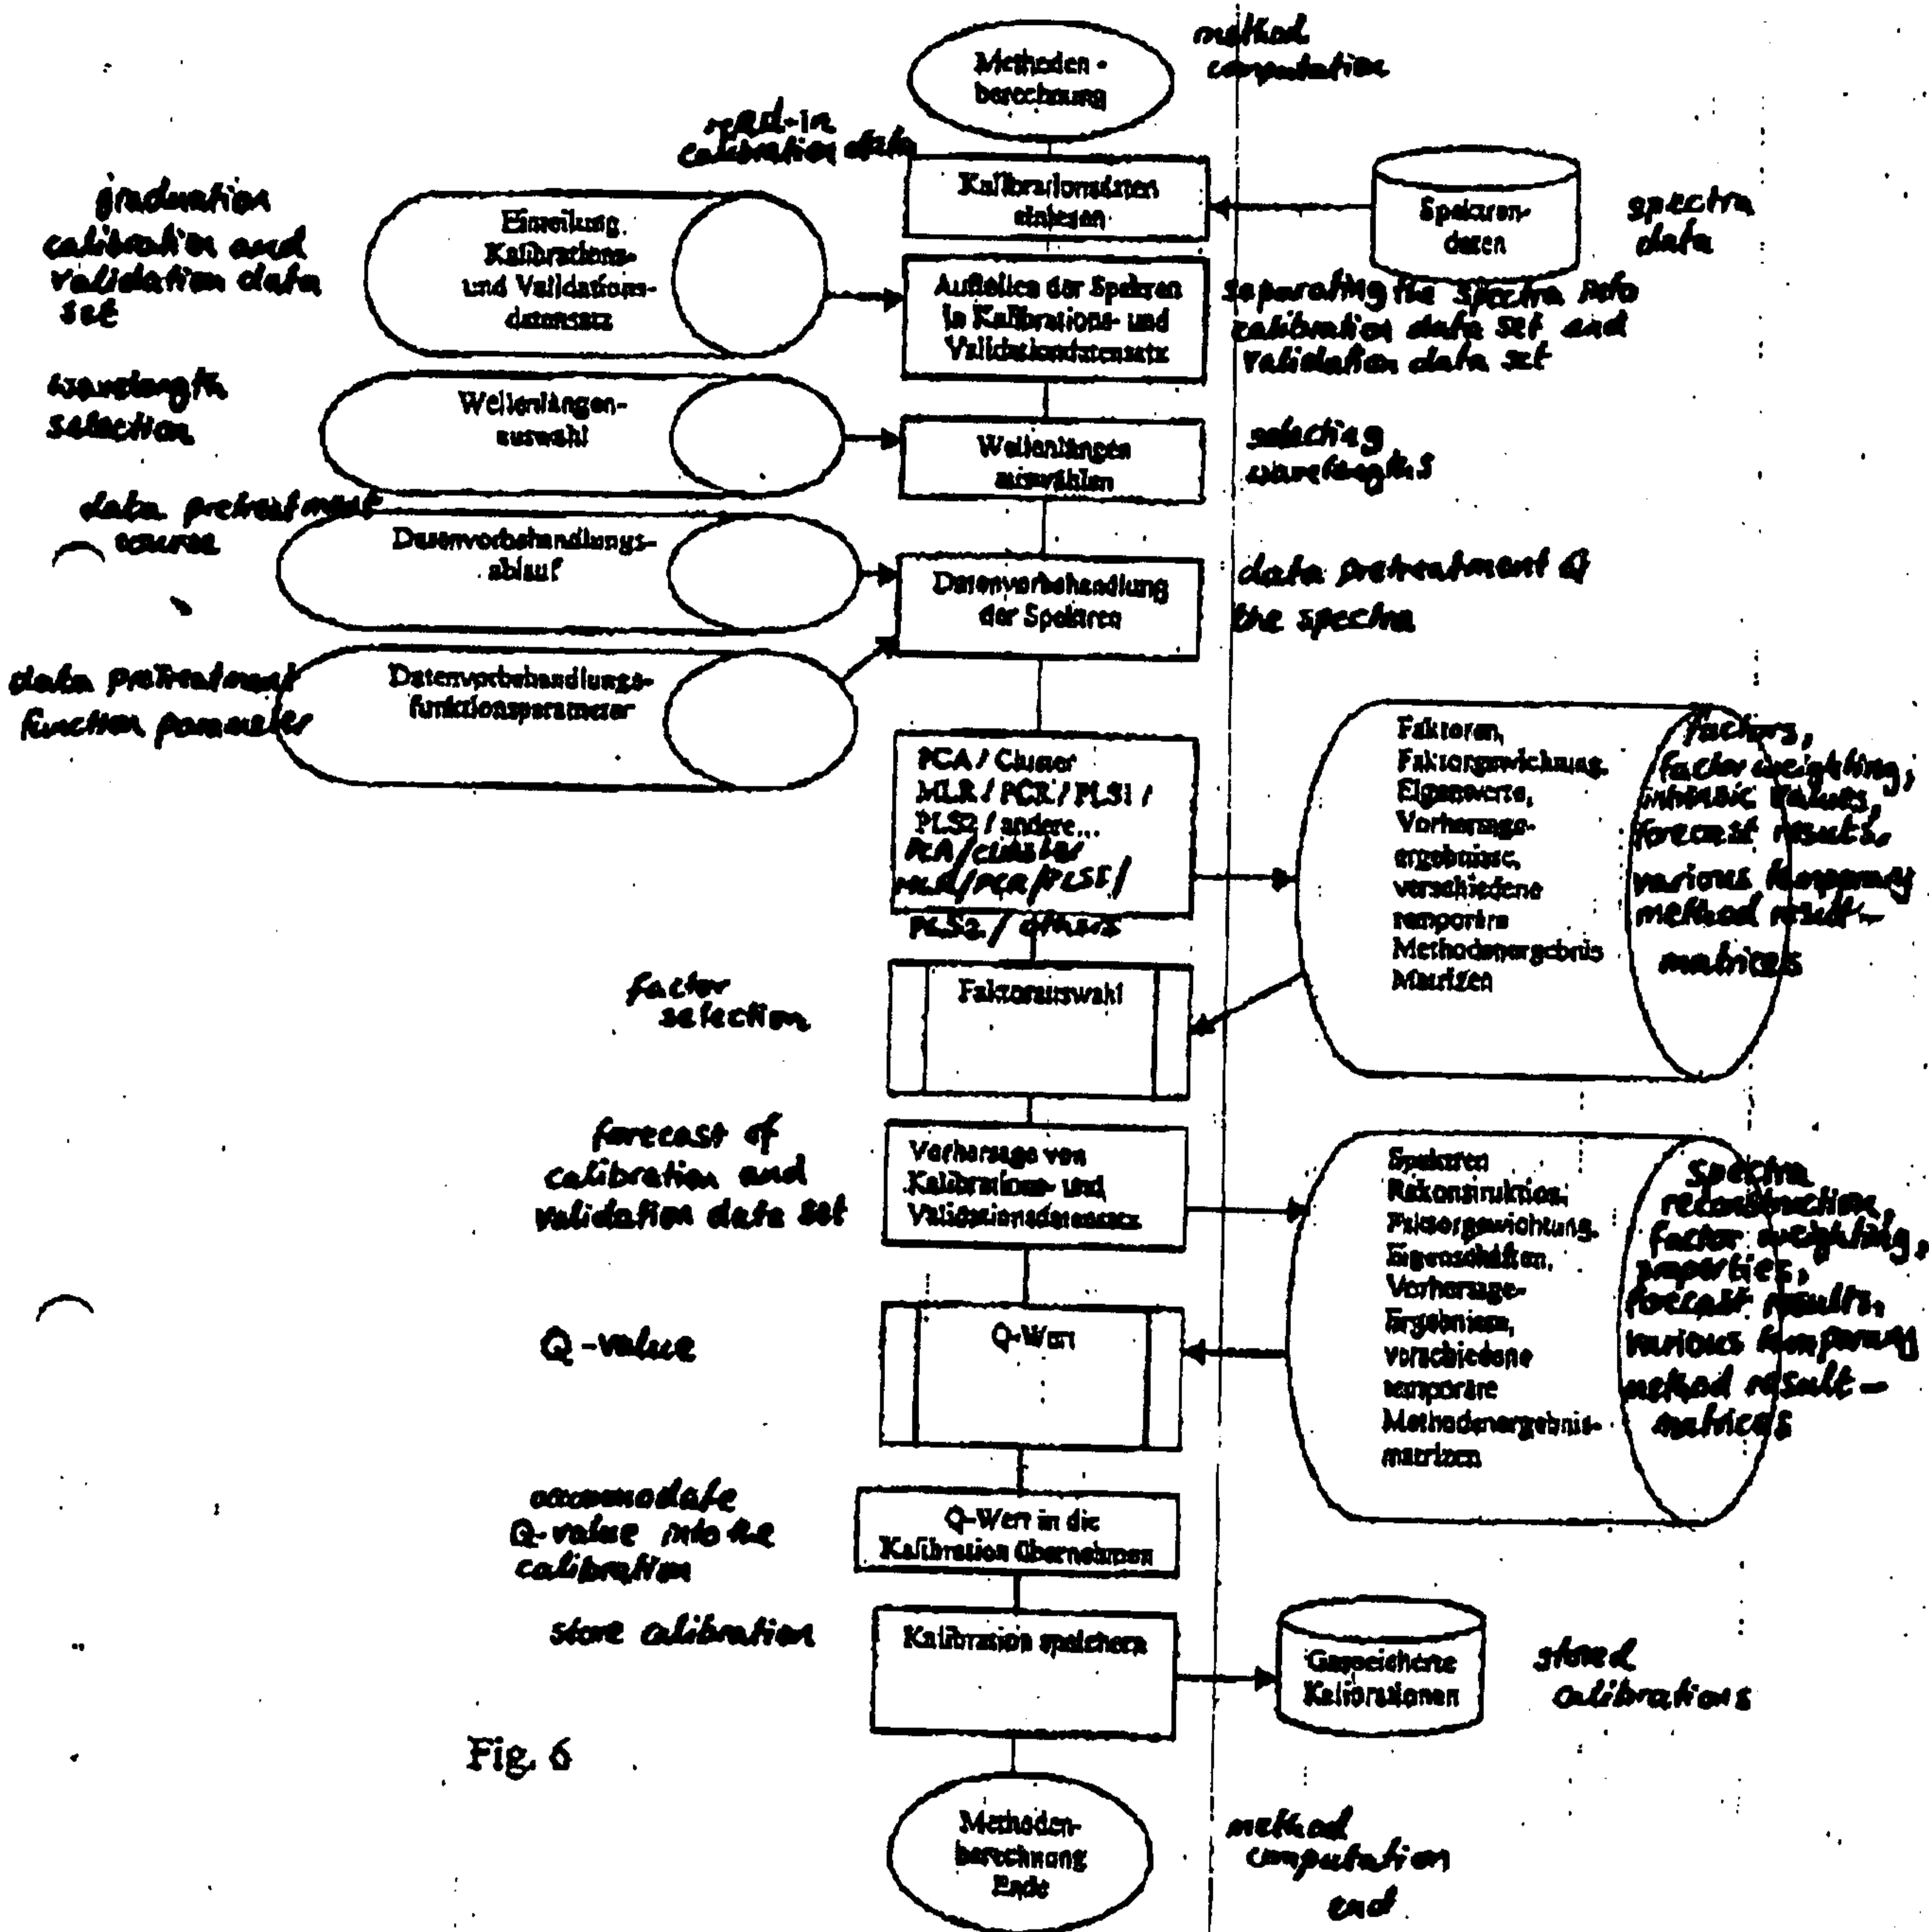 Methoden-
berechnung
method
computation
read-in
calibration data
Kalibrationsdaten
einlesen
Spektren-
daten
spectra
data
graduation
calibration and
validation data
set
Einteilung
Kalibrations-
und Validations-
datensatz
Aufteilen der Spektren
in Kalibrations- und
Validationdatensatz
separating the spectra into
calibration data set and
validation data set
wavelength
selection
Wellenlängen-
auswahl
Wellenlängen
auswählen
selecting
wavelengths
data pretreatment
course
Datenvorbehandlungs-
ablauf
Datenvorbehandlung
der Spektren
data pretreatment of
the spectra
data pretreatment
function parameter
Datenvorbehandlungs-
funktionsparameter
PCA / Cluster
MLR / PCR / PLS1 /
PLS2 / andere...
PCA/cluster
MLR/PCR/PLS1/
PLS2 / others
Faktoren,
Faktorgewichtung,
Eigenwerte,
Vorhersage-
ergebnisse,
verschiedene
temporäre
Methodenergebnis
Matrizen
factors,
factor weighting,
intrinsic values,
forecast results,
various temporary
method result-
matrices
factor
selection
Faktorauswahl
forecast of
calibration and
validation data set
Vorhersage von
Kalibrations- und
Validationsdatensatz
Spektren
Rekonstruktion,
Faktorgewichtung,
Eigenschaften,
Vorhersage-
Ergebnisse,
verschiedene
temporäre
Methodenergebnis-
matrizen
spectra
reconstruction,
factor weighting,
properties,
forecast results,
various temporary
method result-
matrices
Q-value
Q-Wert
accommodate
Q-value into the
calibration
Q-Wert in die
Kalibration übernehmen
store calibration
Kalibration speichern
Gespeicherte
Kalibrationen
stored
calibrations
Fig. 6
Methoden-
berechnung
Ende
method
computation
end